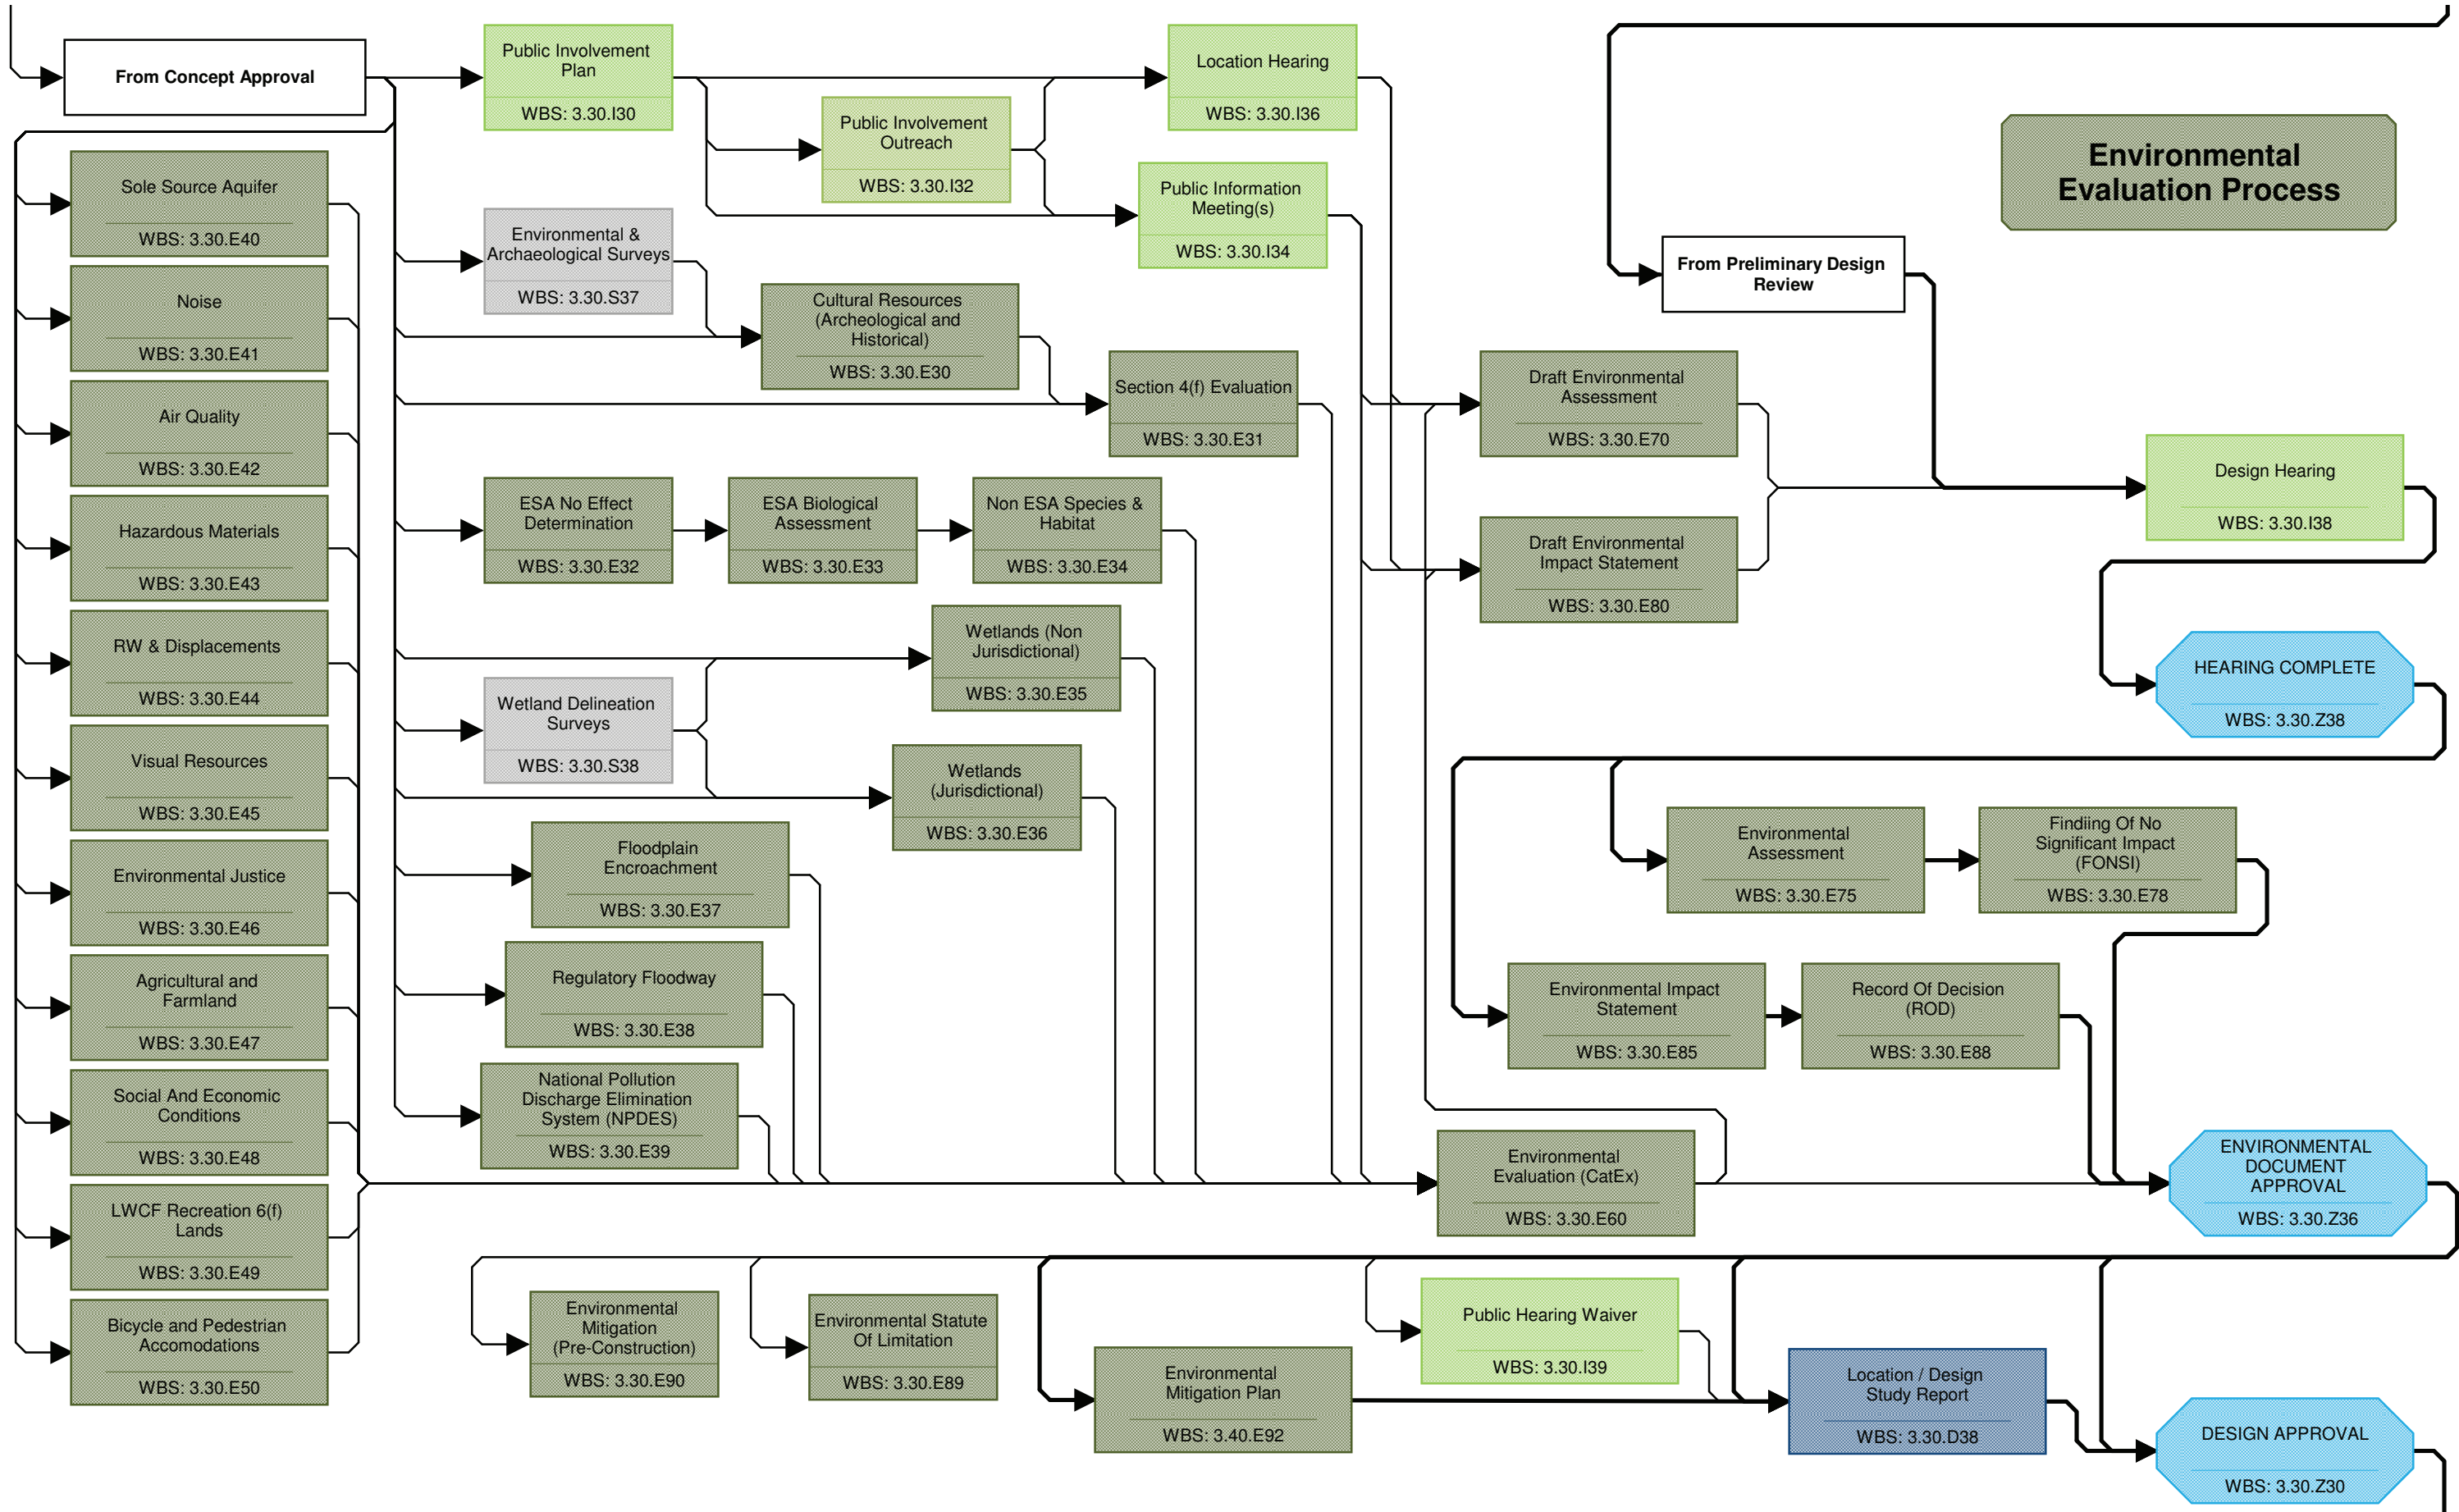 From Concept Approval
Public Involvement
Plan
WBS: 3.30.I30
Public Involvement
Outreach
WBS: 3.30.I32
Location Hearing
WBS: 3.30.I36
Public Information
Meeting(s)
WBS: 3.30.I34
Environmental
Evaluation Process
From Preliminary Design
Review
Sole Source Aquifer
WBS: 3.30.E40
Noise
WBS: 3.30.E41
Air Quality
WBS: 3.30.E42
Hazardous Materials
WBS: 3.30.E43
RW & Displacements
WBS: 3.30.E44
Visual Resources
WBS: 3.30.E45
Environmental Justice
WBS: 3.30.E46
Agricultural and
Farmland
WBS: 3.30.E47
Social And Economic
Conditions
WBS: 3.30.E48
LWCF Recreation 6(f)
Lands
WBS: 3.30.E49
Bicycle and Pedestrian
Accomodations
WBS: 3.30.E50
Environmental &
Archaeological Surveys
WBS: 3.30.S37
Cultural Resources
(Archeological and
Historical)
WBS: 3.30.E30
Section 4(f) Evaluation
WBS: 3.30.E31
ESA No Effect
Determination
WBS: 3.30.E32
ESA Biological
Assessment
WBS: 3.30.E33
Non ESA Species &
Habitat
WBS: 3.30.E34
Wetlands (Non
Jurisdictional)
WBS: 3.30.E35
Wetland Delineation
Surveys
WBS: 3.30.S38
Wetlands
(Jurisdictional)
WBS: 3.30.E36
Floodplain
Encroachment
WBS: 3.30.E37
Regulatory Floodway
WBS: 3.30.E38
National Pollution
Discharge Elimination
System (NPDES)
WBS: 3.30.E39
Draft Environmental
Assessment
WBS: 3.30.E70
Draft Environmental
Impact Statement
WBS: 3.30.E80
Design Hearing
WBS: 3.30.I38
HEARING COMPLETE
WBS: 3.30.Z38
Environmental
Assessment
WBS: 3.30.E75
Findiing Of No
Significant Impact
(FONSI)
WBS: 3.30.E78
Environmental Impact
Statement
WBS: 3.30.E85
Record Of Decision
(ROD)
WBS: 3.30.E88
Environmental
Evaluation (CatEx)
WBS: 3.30.E60
ENVIRONMENTAL
DOCUMENT
APPROVAL
WBS: 3.30.Z36
Environmental
Mitigation
(Pre-Construction)
WBS: 3.30.E90
Environmental Statute
Of Limitation
WBS: 3.30.E89
Environmental
Mitigation Plan
WBS: 3.40.E92
Public Hearing Waiver
WBS: 3.30.I39
Location / Design
Study Report
WBS: 3.30.D38
DESIGN APPROVAL
WBS: 3.30.Z30